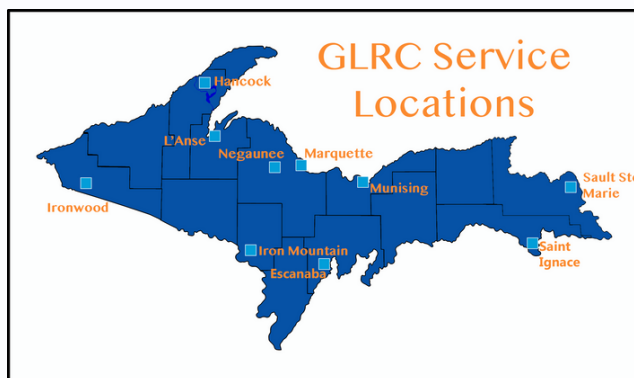 GLRC Service
Locations
Hancock
L'Anse
Negaunee
Marquette
Munising
Sault Ste
Marie
Ironwood
Iron Mountain
Escanaba
Saint
Ignace